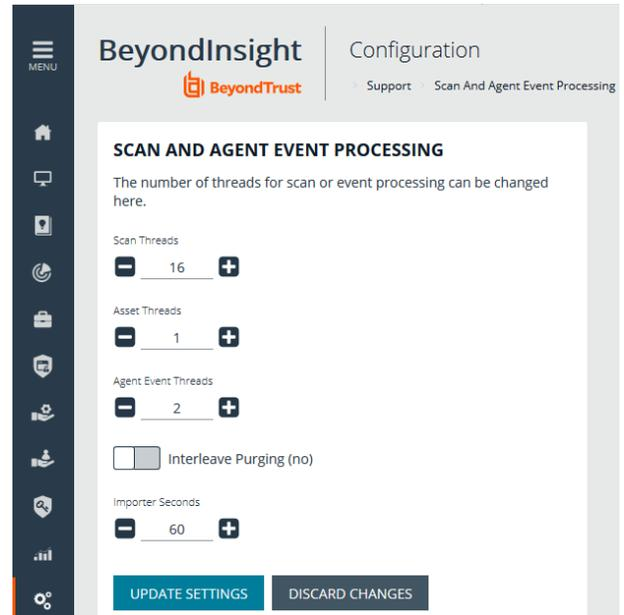 MENU
BeyondInsight
BeyondTrust
Configuration
Support
Scan And Agent Event Processing
SCAN AND AGENT EVENT PROCESSING
The number of threads for scan or event processing can be changed
here.
Scan Threads
16
Asset Threads
1
Agent Event Threads
2
Interleave Purging (no)
Importer Seconds
60
UPDATE SETTINGS
DISCARD CHANGES